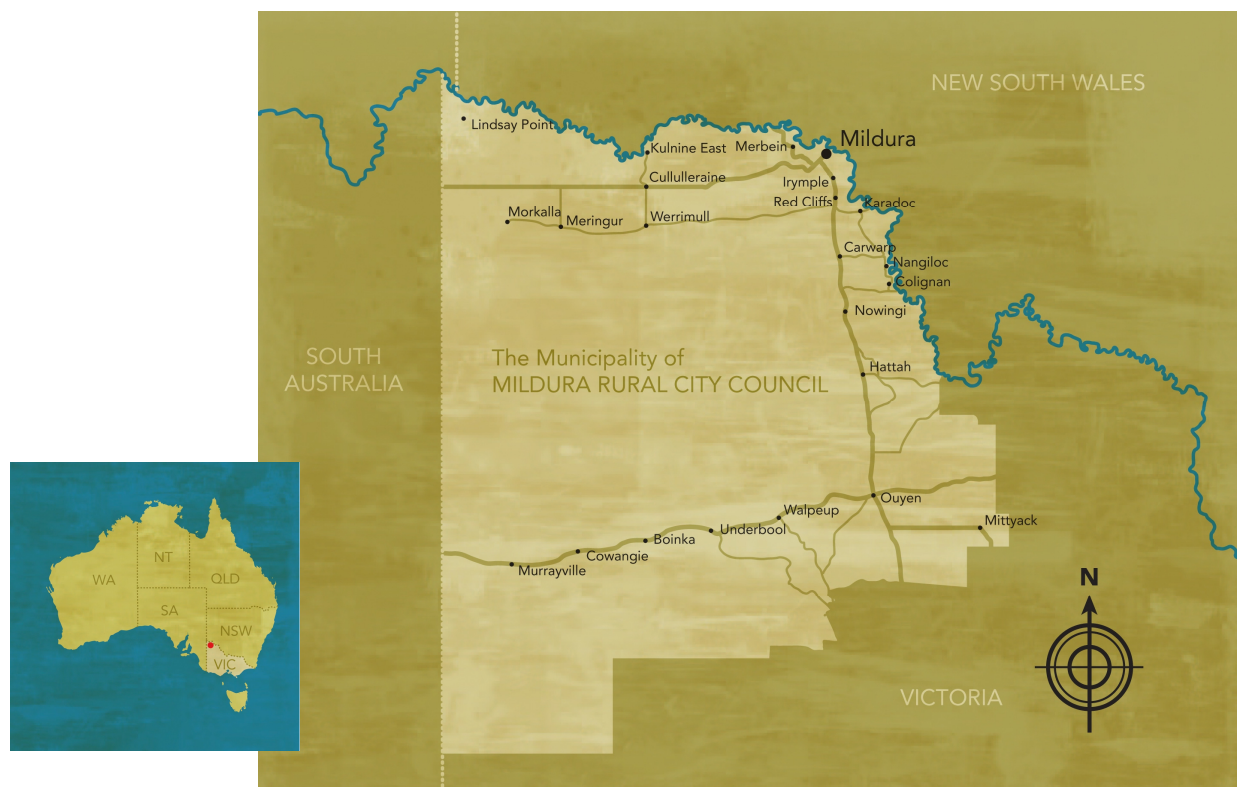 NEW SOUTH WALES
Lindsay Point
Mildura
Kulnine East
Merbein
Cullulleraine
Irymple
Red Cliffs
Karadoc
Morkalla
Meringur
Werrimull
Carwarp
Nangiloc
Colignan
Nowingi
SOUTH
AUSTRALIA
The Municipality of
MILDURA RURAL CITY COUNCIL
Hattah
Ouyen
Walpeup
Mittyack
Underbool
Boinka
Cowangie
Murrayville
N
VICTORIA
NT
WA
QLD
SA
NSW
VIC